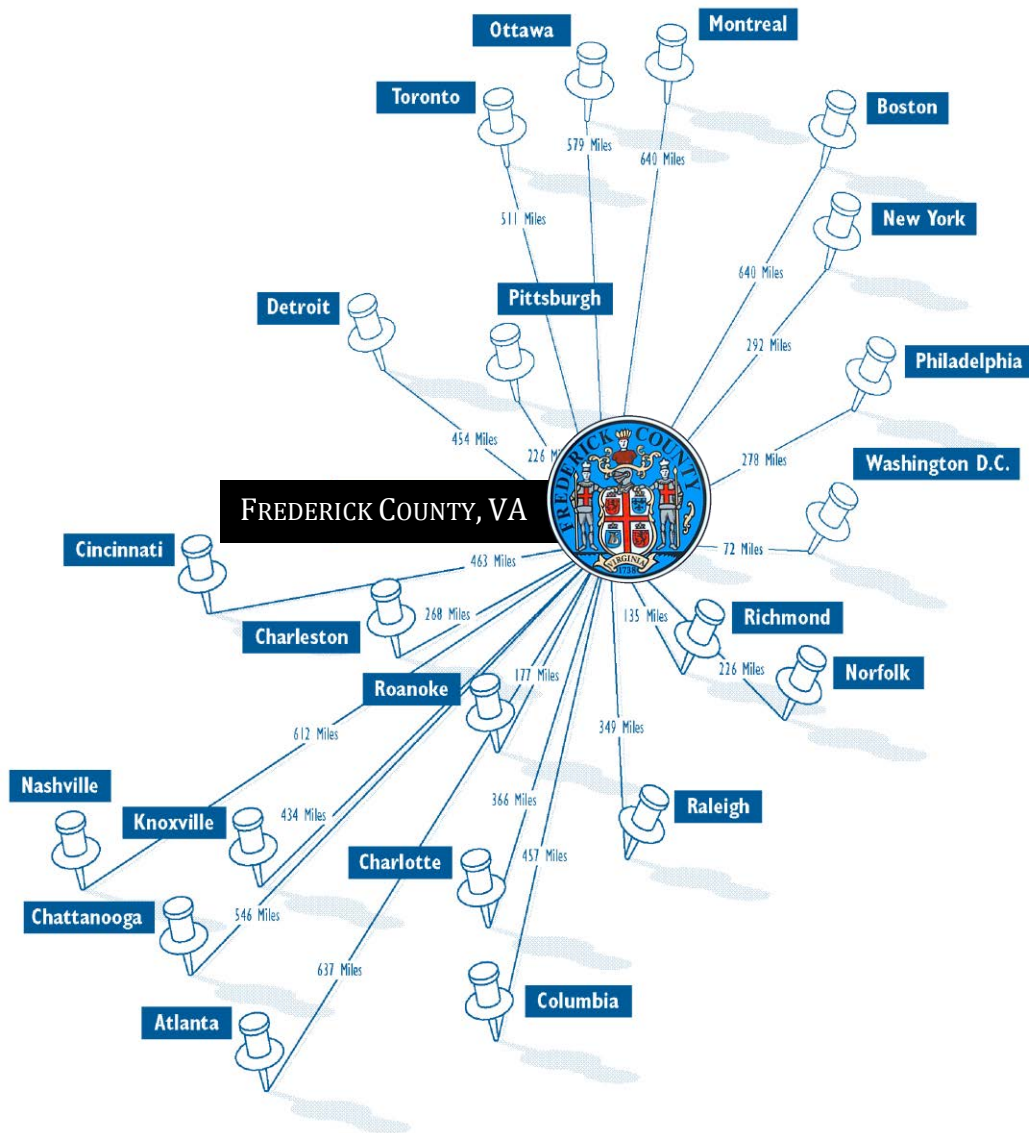 Ottawa
Montreal
Toronto
Boston
579 Miles
640 Miles
New York
511 Miles
640 Miles
Detroit
Pittsburgh
292 Miles
Philadelphia
454 Miles
226
278 Miles
Washington D.C.
FREDERICK COUNTY
FREDERICK COUNTY, VA
VIRGINIA
1738
Cincinnati
463 Miles
72 Miles
Charleston
268 Miles
135 Miles
Richmond
Roanoke
177 Miles
226 Miles
Norfolk
612 Miles
349 Miles
Nashville
Knoxville
434 Miles
366 Miles
Raleigh
Charlotte
457 Miles
Chattanooga
546 Miles
637 Miles
Columbia
Atlanta